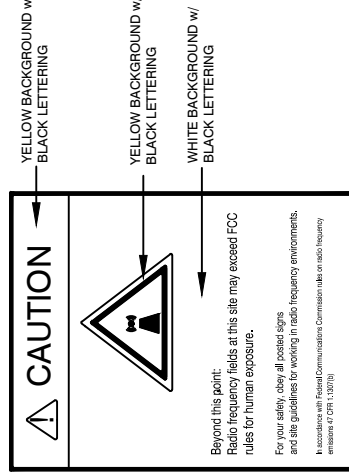 CAUTION
Beyond this point:
Radio frequency fields at this site may exceed FCC
rules for human exposure.
For your safety, obey all posted signs
and site guidelines for working in radio frequency environments.
In accordance with Federal Communications Commission rules on radio frequency
emissions 47 CFR 1.1307(b)
YELLOW BACKGROUND w/
BLACK LETTERING
YELLOW BACKGROUND w/
BLACK LETTERING
WHITE BACKGROUND w/
BLACK LETTERING